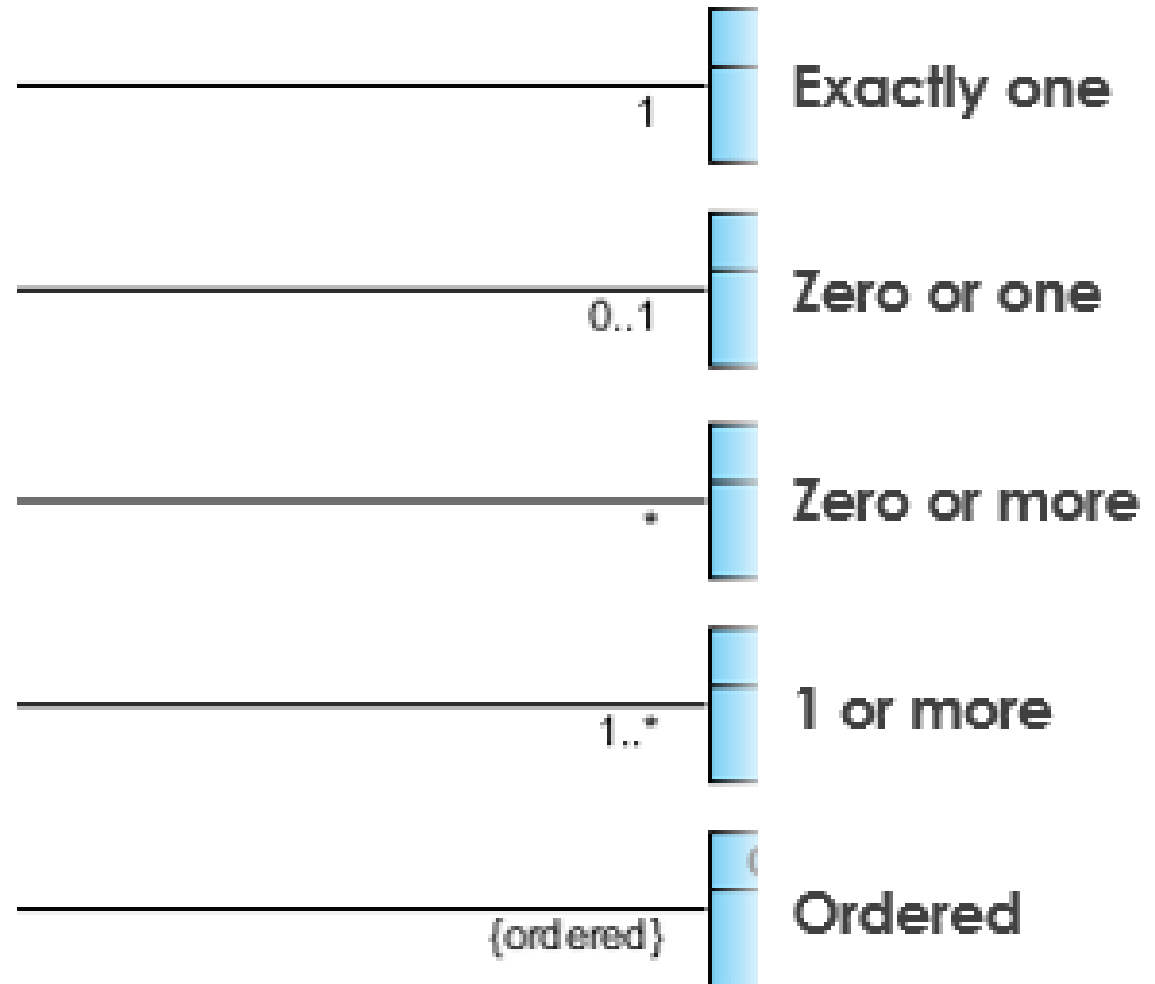 1
Exactly one
0..1
Zero or one
*
Zero or more
1..*
1 or more
{ordered}
Ordered